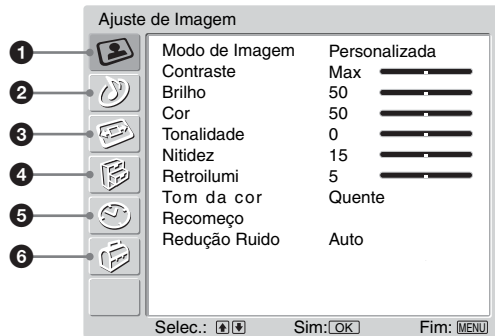 Ajuste de Imagem
1
2
3
4
5
6
Modo de Imagem Personalizada
Contraste Max
Brilho 50
Cor 50
Tonalidade 0
Nitidez 15
Retroilumi 5
Tom da cor Quente
Recomeço
Redução Ruido Auto
Selec.: Sim: OK Fim: MENU